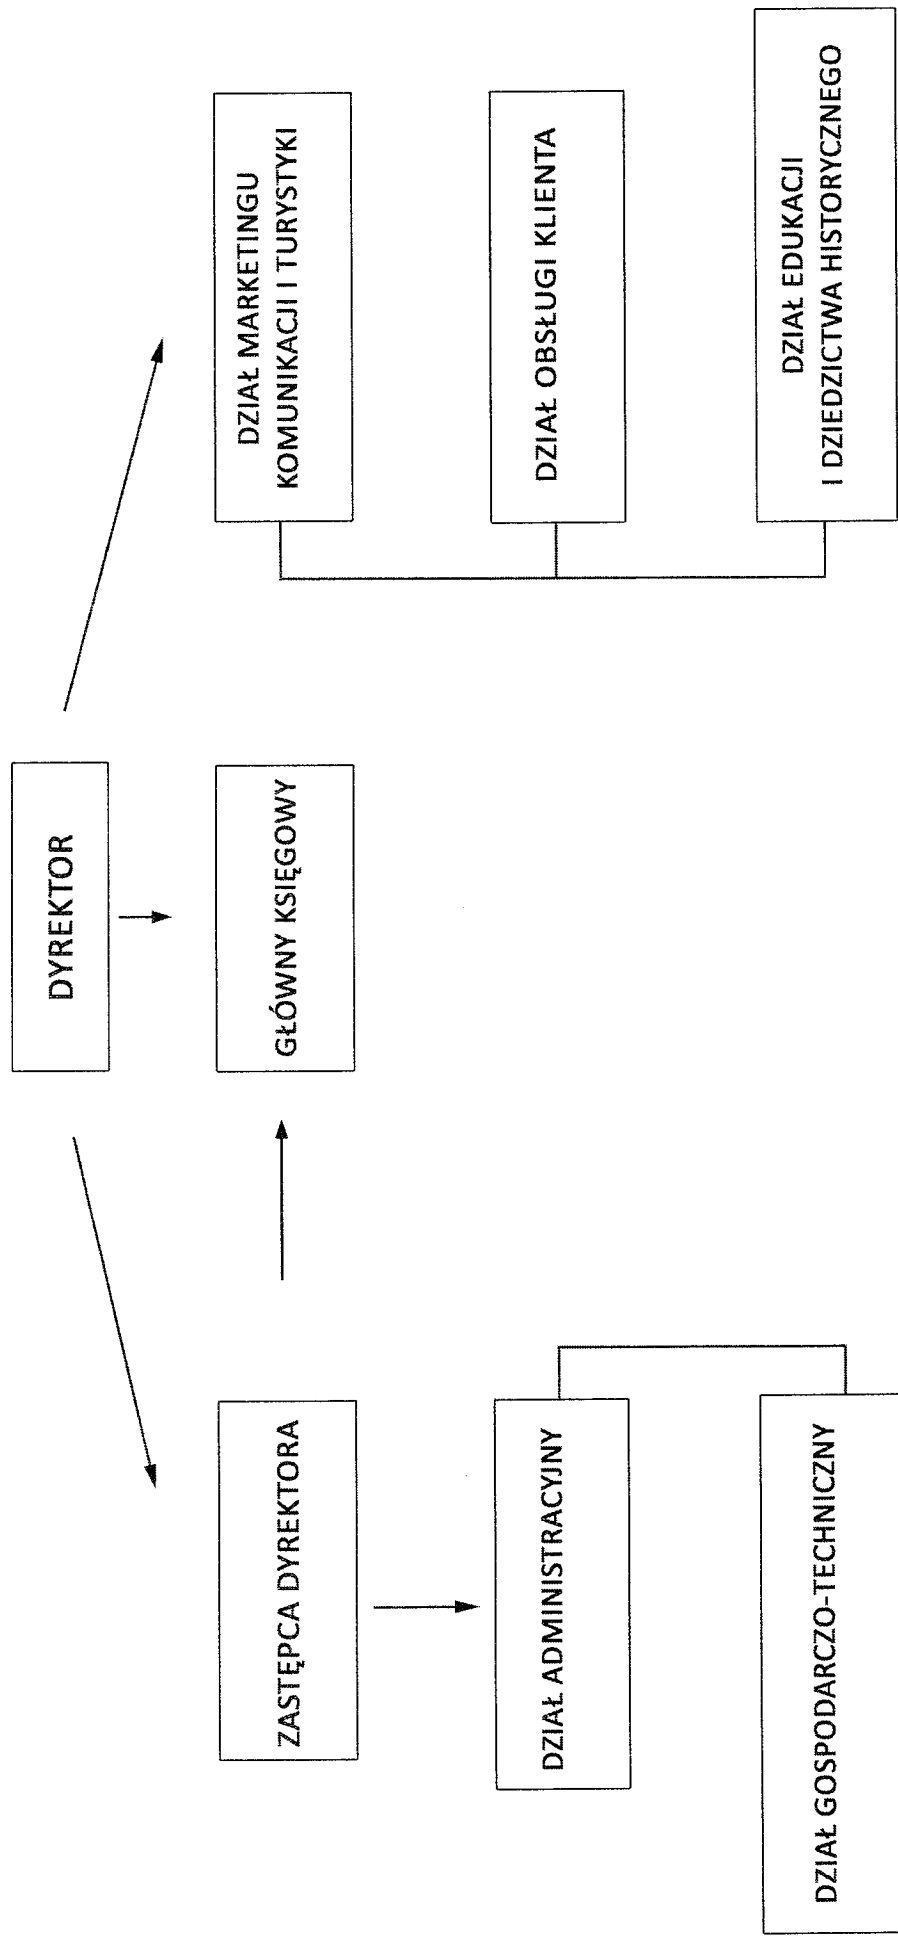 DYREKTOR
ZASTĘPCA DYREKTORA
GŁÓWNY KSIĘGOWY
DZIAŁ MARKETINGU
KOMUNIKACJI I TURYSTYKI
DZIAŁ ADMINISTRACYJNY
DZIAŁ OBSŁUGI KLIENTA
DZIAŁ GOSPODARCZO-TECHNICZNY
DZIAŁ EDUKACJI
I DZIEDZICTWA HISTORYCZNEGO